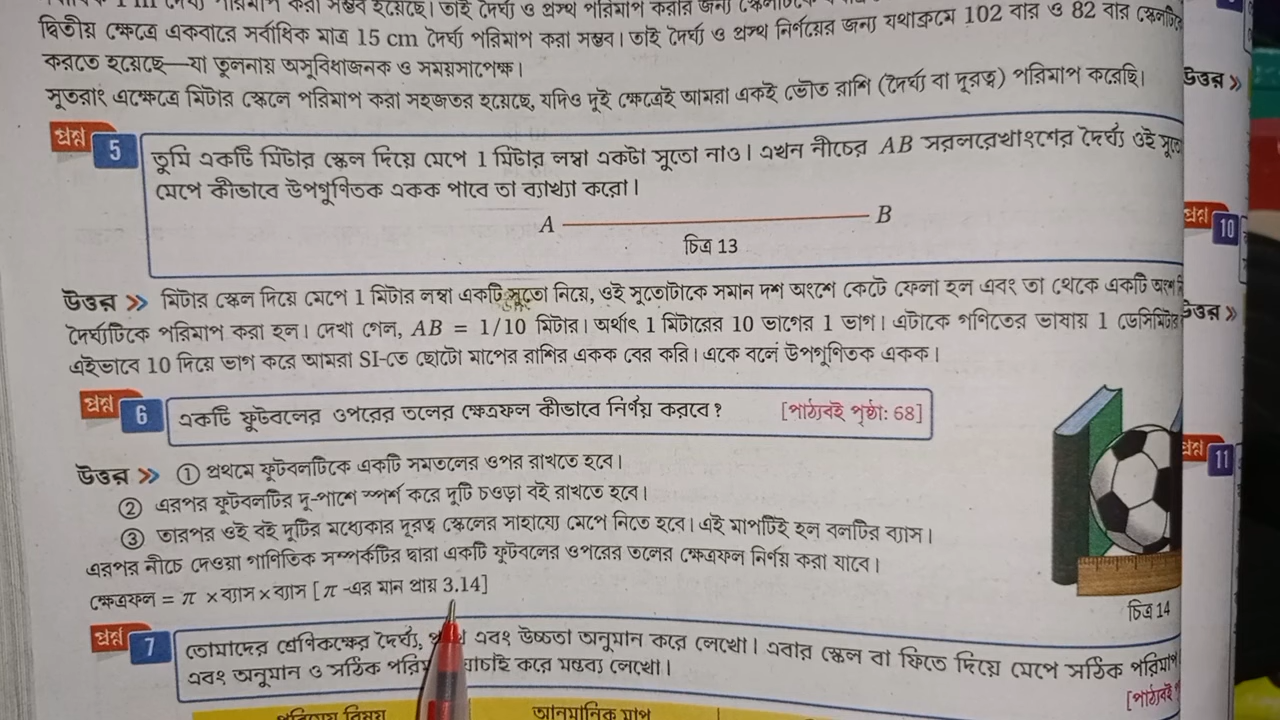 দ্বিতীয় ক্ষেত্রে একবারে সর্বাধিক মাত্র 15 cm দৈর্ঘ্য পরিমাপ করা সম্ভব। তাই দৈর্ঘ্য ও প্রস্থ নির্ণয়ের জন্য যথাক্রমে 102 বার ও 82 বার
করতে হয়েছে—যা তুলনায় অসুবিধাজনক ও সময়সাপেক্ষ।
সুতরাং এক্ষেত্রে মিটার স্কেলে পরিমাপ করা সহজতর হয়েছে, যদিও দুই ক্ষেত্রেই আমরা একই ভৌত রাশি (দৈর্ঘ্য বা দূরত্ব) পরিমাপ করেছি।
প্রশ্ন 5 তুমি একটি মিটার স্কেল দিয়ে মেপে 1 মিটার লম্বা একটা সুতো নাও। এখন নীচের AB সরলরেখাংশের দৈর্ঘ্য ওই
মেপে কীভাবে উপগুণিতক একক পাবে তা ব্যাখ্যা করো।
A B
চিত্র 13
উত্তর » মিটার স্কেল দিয়ে মেপে 1 মিটার লম্বা একটি সুতো নিয়ে, ওই সুতোটাকে সমান দশ অংশে কেটে ফেলা হল এবং তা থেকে একটি অংশ
দৈর্ঘ্যটিকে পরিমাপ করা হল। দেখা গেল, AB = 1/10 মিটার। অর্থাৎ 1 মিটারের 10 ভাগের 1 ভাগ। এটাকে গণিতের ভাষায় 1 ডেসিমিটার
এইভাবে 10 দিয়ে ভাগ করে আমরা SI-তে ছোটো মাপের রাশির একক বের করি। একে বলে উপগুণিতক একক।
প্রশ্ন 6 একটি ফুটবলের ওপরের তলের ক্ষেত্রফল কীভাবে নির্ণয় করবে? [পাঠ্যবই পৃষ্ঠা: 68]
উত্তর » ① প্রথমে ফুটবলটিকে একটি সমতলের ওপর রাখতে হবে।
② এরপর ফুটবলটির দু-পাশে স্পর্শ করে দুটি চওড়া বই রাখতে হবে।
③ তারপর ওই বই দুটির মধ্যেকার দূরত্ব স্কেলের সাহায্যে মেপে নিতে হবে। এই মাপটিই হল বলটির ব্যাস।
এরপর নীচে দেওয়া গাণিতিক সম্পর্কটির দ্বারা একটি ফুটবলের ওপরের তলের ক্ষেত্রফল নির্ণয় করা যাবে।
ক্ষেত্রফল = π × ব্যাস × ব্যাস [π -এর মান প্রায় 3.14]
চিত্র 14
প্রশ্ন 7 তোমাদের শ্রেণিকক্ষের দৈর্ঘ্য, এবং উচ্চতা অনুমান করে লেখো। এবার স্কেল বা ফিতে দিয়ে মেপে সঠিক পরিমাপ
এবং অনুমান ও সঠিক যাচাই করে মন্তব্য লেখো।
[পাঠ্যবই
আনুমানিক মাপ
উত্তর »
প্রশ্ন 10
উত্তর »
প্রশ্ন 11